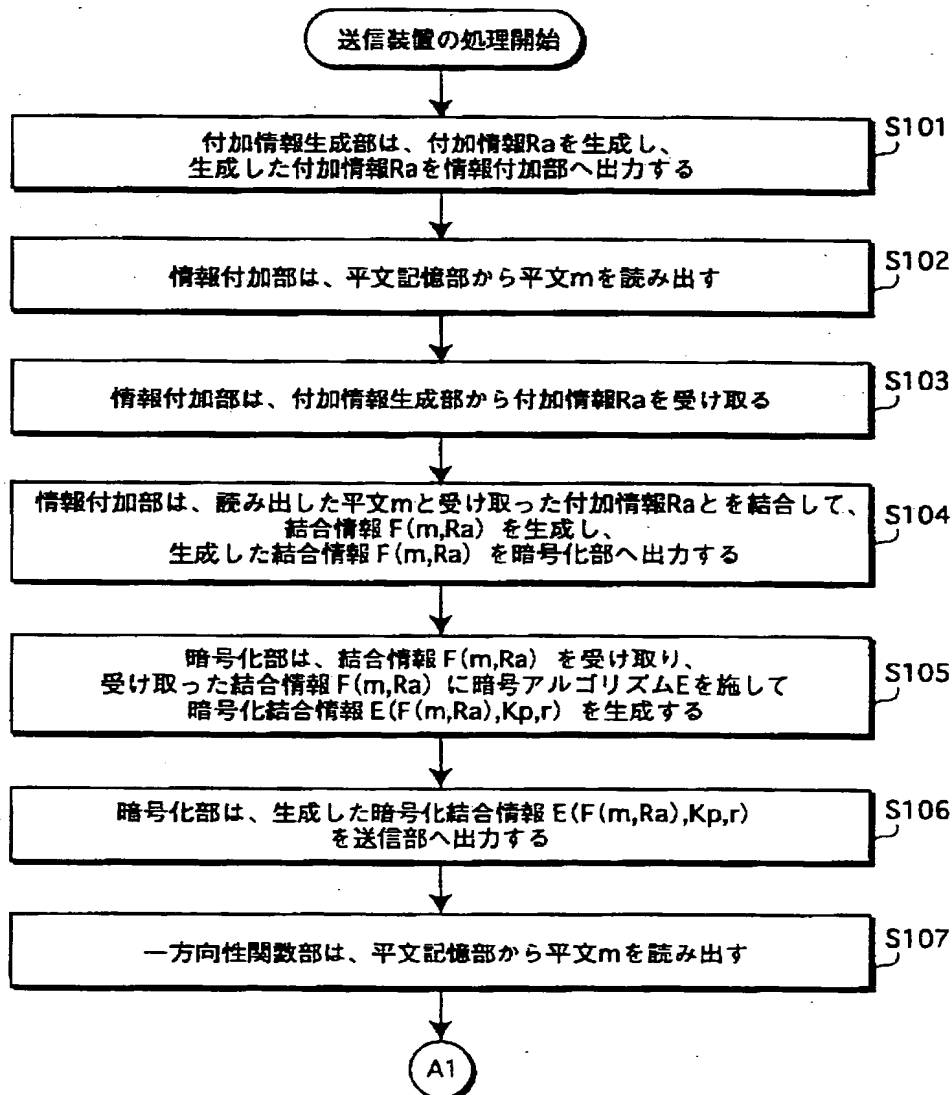 送信装置の処理開始
付加情報生成部は、付加情報Raを生成し、
生成した付加情報Raを情報付加部へ出力する
S101
情報付加部は、平文記憶部から平文mを読み出す
S102
情報付加部は、付加情報生成部から付加情報Raを受け取る
S103
情報付加部は、読み出した平文mと受け取った付加情報Raとを結合して、
結合情報F(m,Ra)を生成し、
生成した結合情報F(m,Ra)を暗号化部へ出力する
S104
暗号化部は、結合情報F(m,Ra)を受け取り、
受け取った結合情報F(m,Ra)に暗号アルゴリズムEを施して
暗号化結合情報E(F(m,Ra),Kp,r)を生成する
S105
暗号化部は、生成した暗号化結合情報E(F(m,Ra),Kp,r)
を送信部へ出力する
S106
一方向性関数部は、平文記憶部から平文mを読み出す
S107
A1